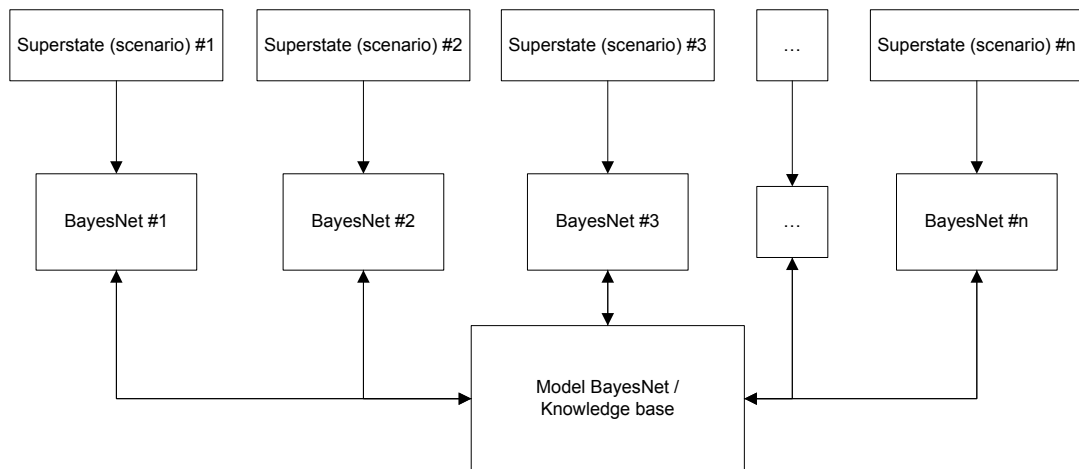 Superstate (scenario) #1
Superstate (scenario) #2
Superstate (scenario) #3
…
Superstate (scenario) #n
BayesNet #1
BayesNet #2
BayesNet #3
…
BayesNet #n
Model BayesNet /
Knowledge base